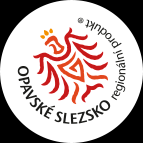 OPAVSKÉ SLEZSKO
regionální produkt ®